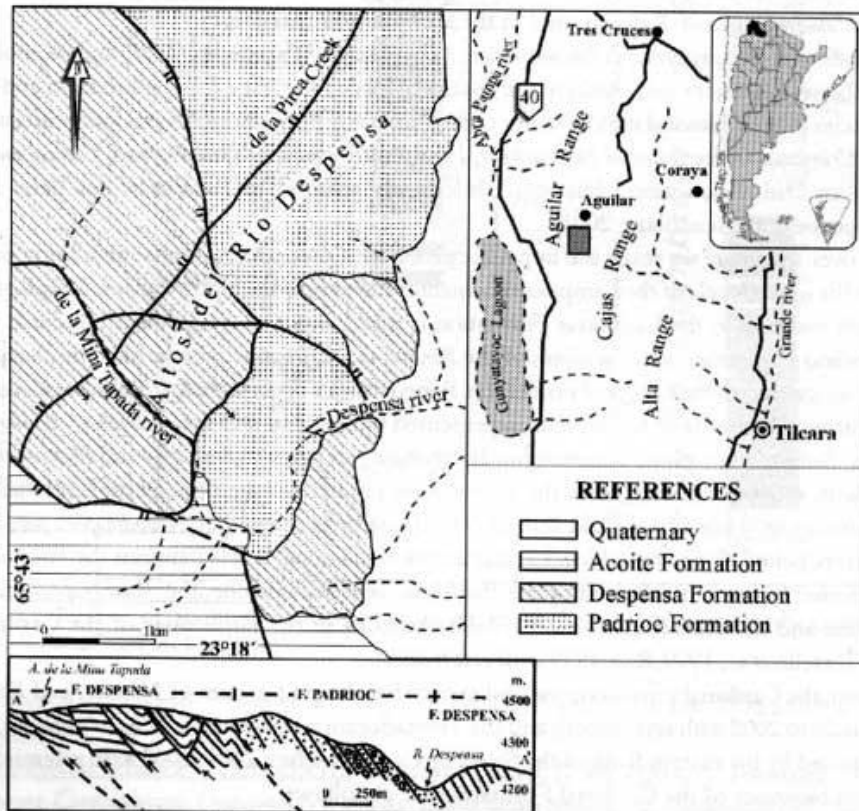 N
de la Pirca Creek
Altos de Rio Despensa
de la Mina Tapada river
Despensa river
65°43'
0 1km
23°18'
Tres Cruces
40
Aguilar Range
Aguilar
Coraya
Cajas Range
Guayatayoc Lagoon
Alta Range
Grande river
Tilcara
REFERENCES
Quaternary
Acoite Formation
Despensa Formation
Padrioc Formation
A. de la Mina Tapada
F. DESPENSA
F. PADRIOC
F. DESPENSA
m.
4500
4300
4200
A
A'
R. Despensa
0 250m